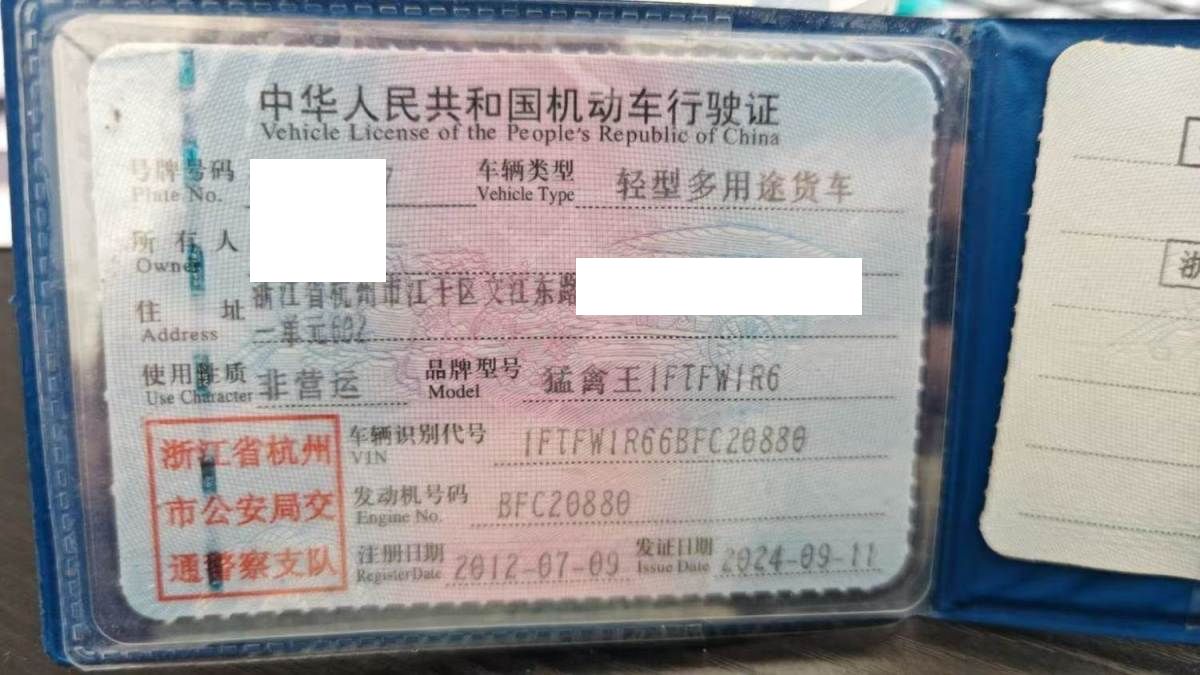 中华人民共和国机动车行驶证
Vehicle License of the People's Republic of China
号牌号码 车辆类型 轻型多用途货车
Plate No. Vehicle Type
所有人
Owner
住址 浙江省杭州市江干区文江东路
Address 一单元602
使用性质 非营运 品牌型号 猛禽王1FTFW1R6
Use Character Model
浙江省杭州
市公安局交
通警察支队
车辆识别代号 1FTFW1R66BFC20880
VIN
发动机号码 BFC20880
Engine No.
注册日期 2012-07-09 发证日期 2024-09-11
Register Date Issue Date
浙